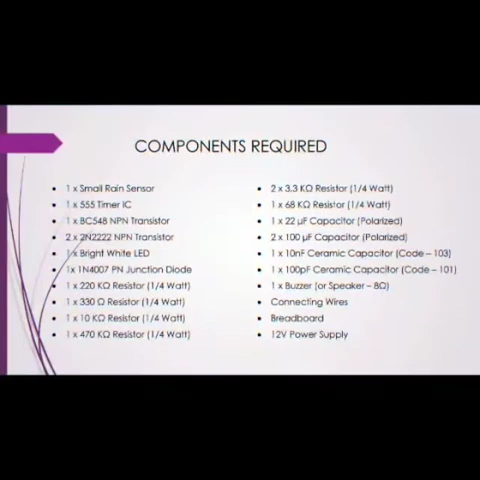 COMPONENTS REQUIRED
• 1 x Small Rain Sensor
• 1 x 555 Timer IC
• 1 x BC548 NPN Transistor
• 2 x 2N2222 NPN Transistor
• 1 x Bright White LED
• 1x 1N4007 PN Junction Diode
• 1 x 220 KΩ Resistor (1/4 Watt)
• 1 x 330 Ω Resistor (1/4 Watt)
• 1 x 10 KΩ Resistor (1/4 Watt)
• 1 x 470 KΩ Resistor (1/4 Watt)
• 2 x 3.3 KΩ Resistor (1/4 Watt)
• 1 x 68 KΩ Resistor (1/4 Watt)
• 1 x 22 µF Capacitor (Polarized)
• 2 x 100 µF Capacitor (Polarized)
• 1 x 10nF Ceramic Capacitor (Code – 103)
• 1 x 100pF Ceramic Capacitor (Code – 101)
• 1 x Buzzer (or Speaker – 8Ω)
• Connecting Wires
• Breadboard
• 12V Power Supply